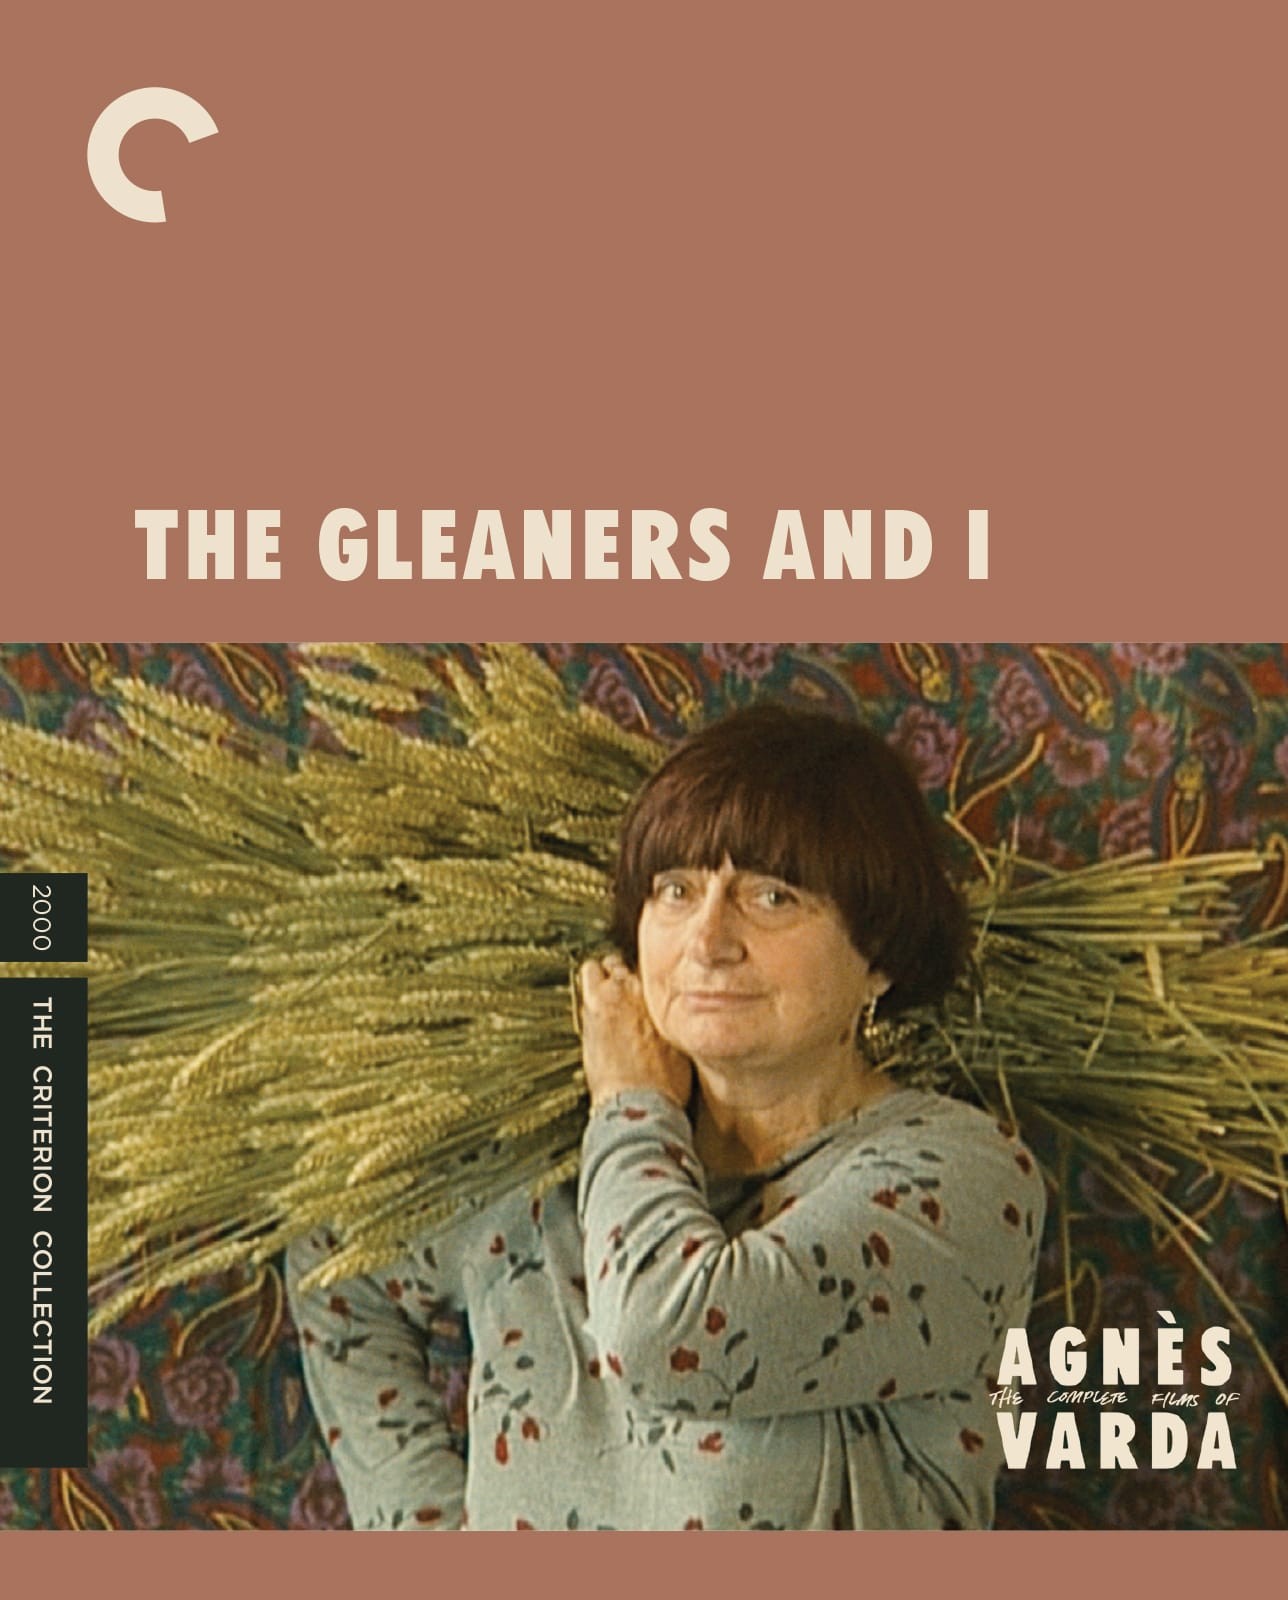 THE GLEANERS AND I
2000
THE CRITERION COLLECTION
AGNÈS
THE COMPLETE FILMS OF
VARDA